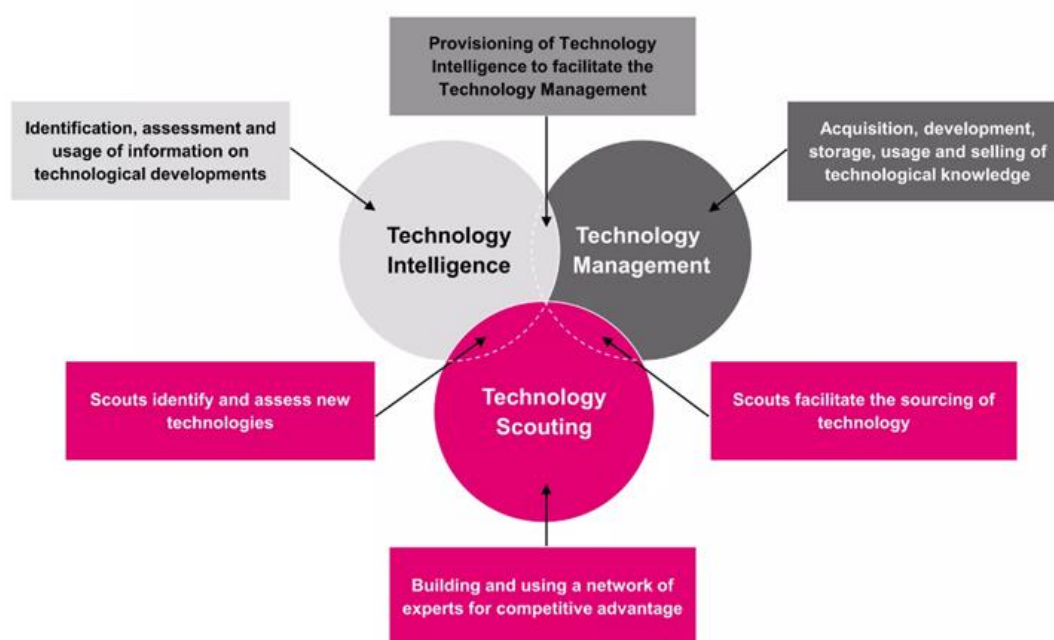 Provisioning of Technology
Intelligence to facilitate the
Technology Management
Identification, assessment and
usage of information on
technological developments
Acquisition, development,
storage, usage and selling of
technological knowledge
Technology
Intelligence
Technology
Management
Scouts identify and assess new
technologies
Technology
Scouting
Scouts facilitate the sourcing of
technology
Building and using a network of
experts for competitive advantage